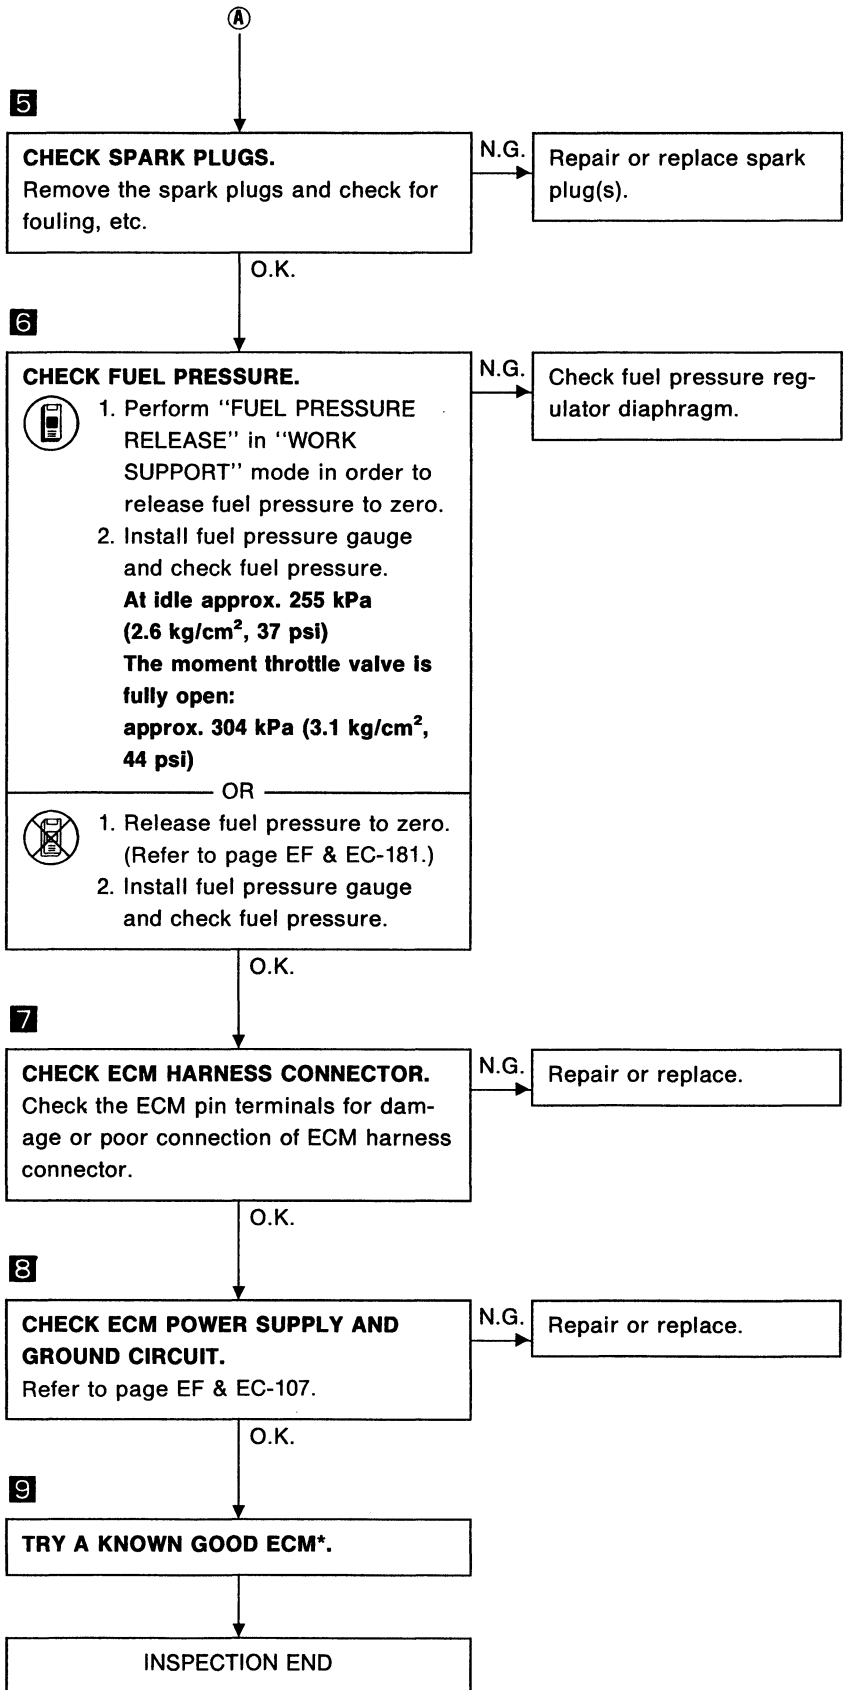 A
5
CHECK SPARK PLUGS.
Remove the spark plugs and check for
fouling, etc.
N.G.
Repair or replace spark
plug(s).
O.K.
6
CHECK FUEL PRESSURE.
1. Perform “FUEL PRESSURE
RELEASE” in “WORK
SUPPORT” mode in order to
release fuel pressure to zero.
2. Install fuel pressure gauge
and check fuel pressure.
At idle approx. 255 kPa
(2.6 kg/cm², 37 psi)
The moment throttle valve is
fully open:
approx. 304 kPa (3.1 kg/cm²,
44 psi)
N.G.
Check fuel pressure reg-
ulator diaphragm.
OR
1. Release fuel pressure to zero.
(Refer to page EF & EC-181.)
2. Install fuel pressure gauge
and check fuel pressure.
O.K.
7
CHECK ECM HARNESS CONNECTOR.
Check the ECM pin terminals for dam-
age or poor connection of ECM harness
connector.
N.G.
Repair or replace.
O.K.
8
CHECK ECM POWER SUPPLY AND
GROUND CIRCUIT.
Refer to page EF & EC-107.
N.G.
Repair or replace.
O.K.
9
TRY A KNOWN GOOD ECM*.
INSPECTION END